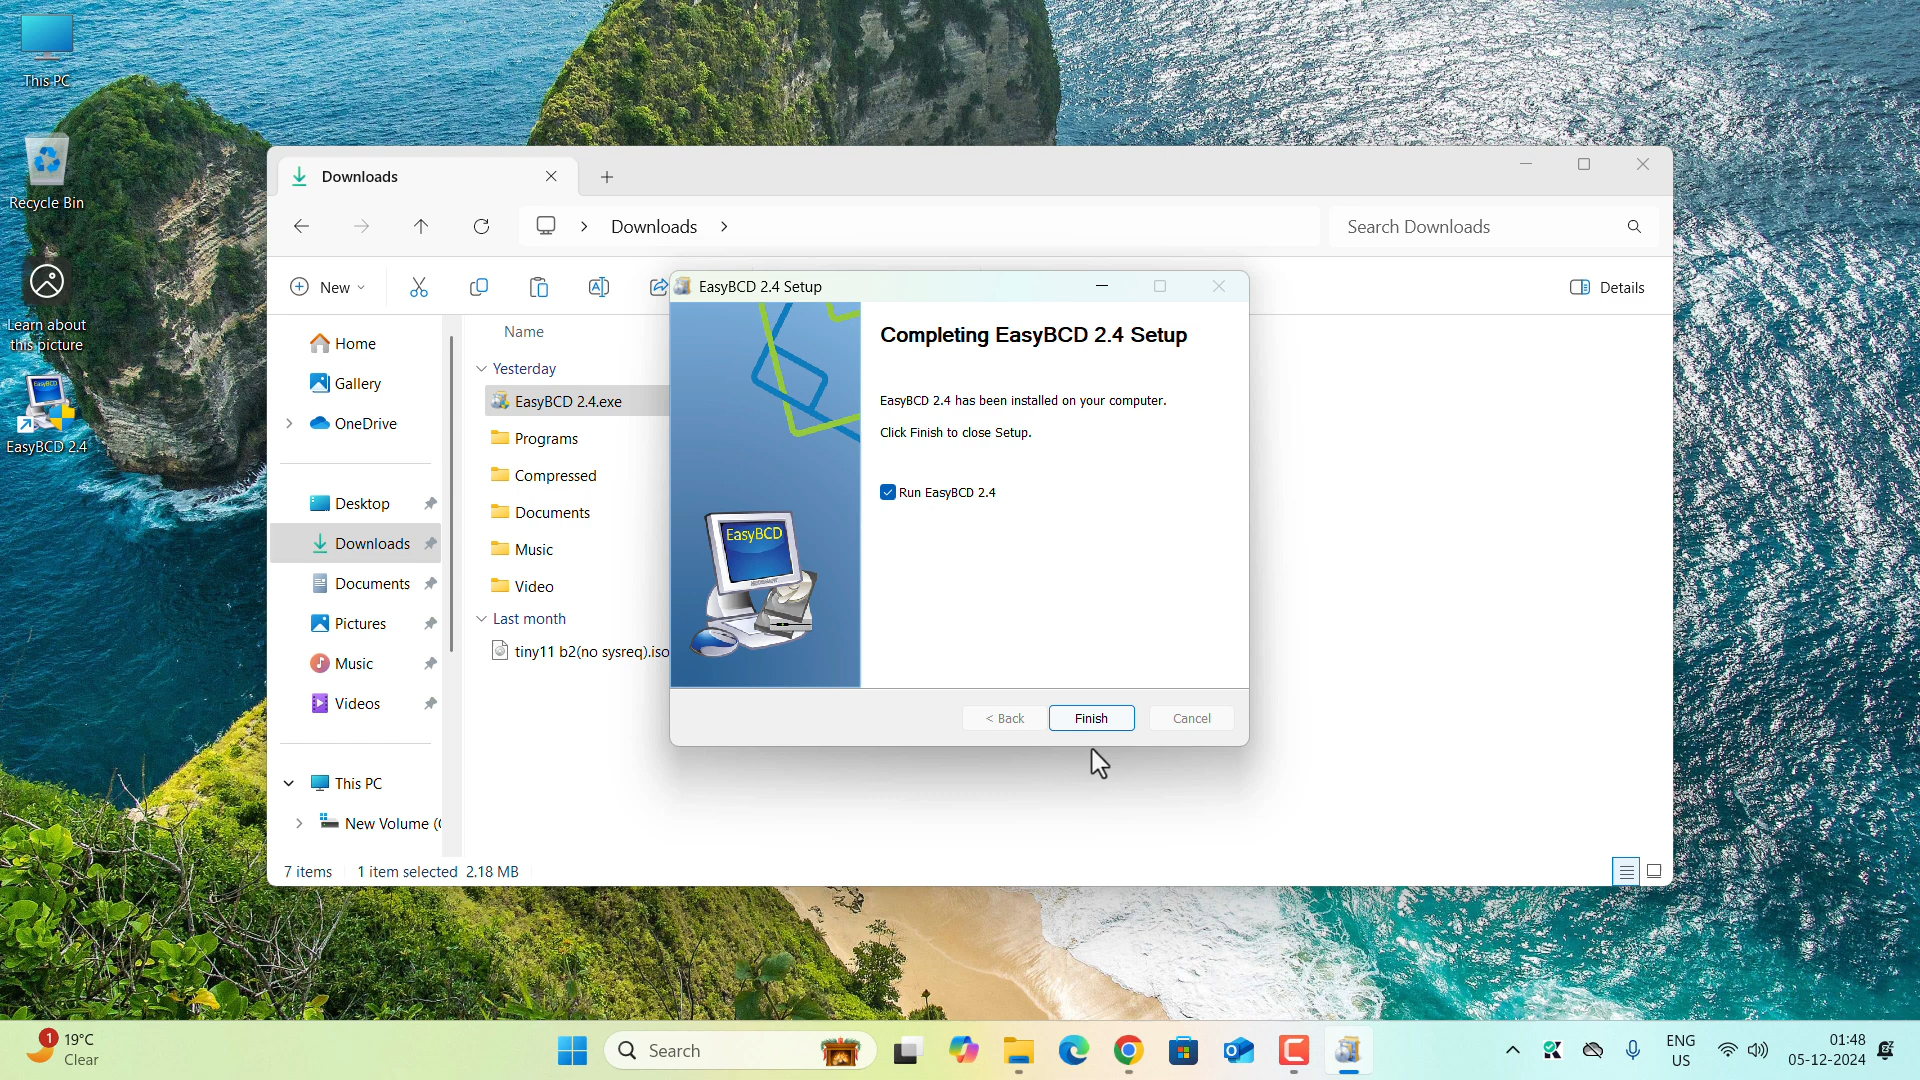 This PC
Recycle Bin
Learn about
this picture
EasyBCD
EasyBCD 2.4
Downloads
Downloads
Search Downloads
New
Details
Home
Gallery
OneDrive
Desktop
Downloads
Documents
Pictures
Music
Videos
This PC
New Volume (
Name
Yesterday
EasyBCD 2.4.exe
Programs
Compressed
Documents
Music
Video
Last month
tiny11 b2(no sysreq).iso
7 items
1 item selected 2.18 MB
EasyBCD 2.4 Setup
EasyBCD
Completing EasyBCD 2.4 Setup
EasyBCD 2.4 has been installed on your computer.
Click Finish to close Setup.
Run EasyBCD 2.4
< Back
Finish
Cancel
1
19°C
Clear
Search
ENG
US
01:48
05-12-2024